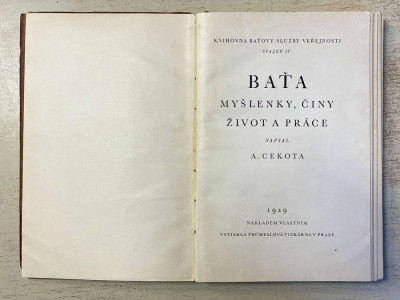 KNIHOVNA BAŤOVY SLUŽBY VEŘEJNOSTI
SVAZEK IV.
BAŤA
MYŠLENKY, ČINY
ŽIVOT A PRÁCE
NAPSAL
A. CEKOTA
1929
NÁKLADEM VLASTNÍM
VYTISKLA PRŮMYSLOVÁ TISKÁRNA V PRAZE